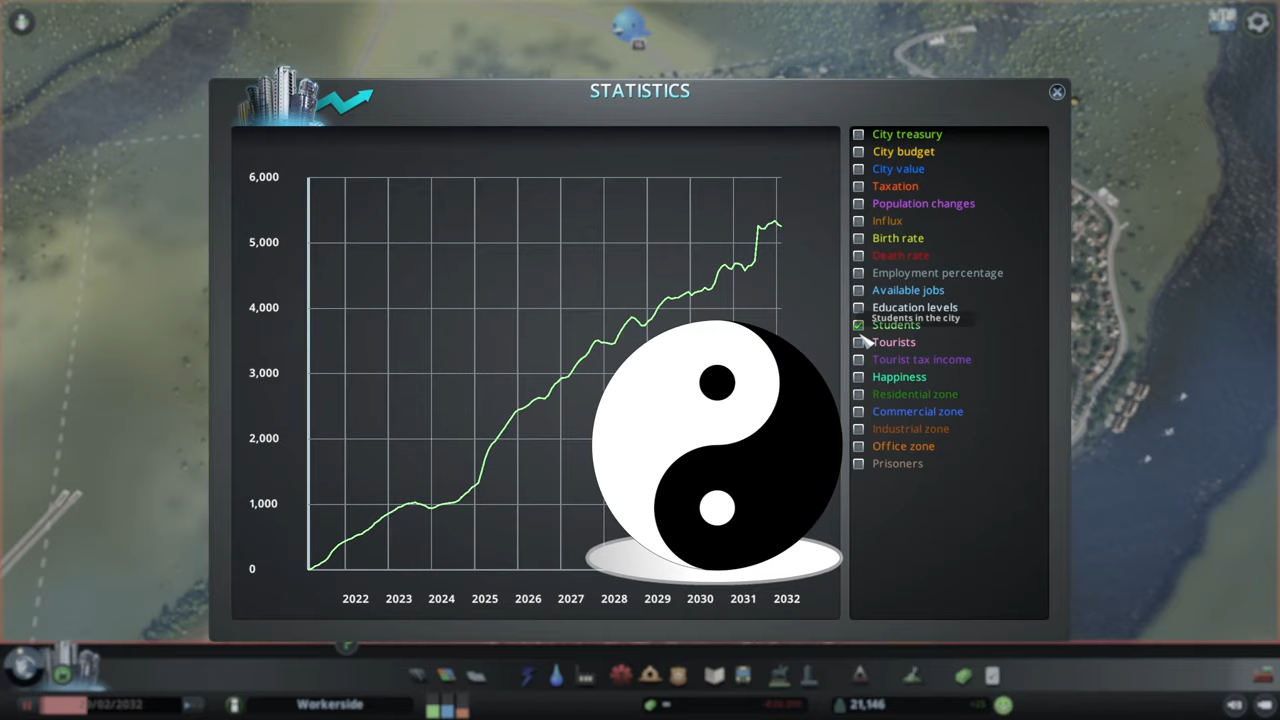 STATISTICS
City treasury
City budget
City value
Taxation
Population changes
Influx
Birth rate
Death rate
Employment percentage
Available jobs
Education levels
Students in the city
Students
Tourists
Tourist tax income
Happiness
Residential zone
Commercial zone
Industrial zone
Office zone
Prisoners
6,000
5,000
4,000
3,000
2,000
1,000
0
2022 2023 2024 2025 2026 2027 2028 2029 2030 2031 2032
/02/2032
Workerside
21,146